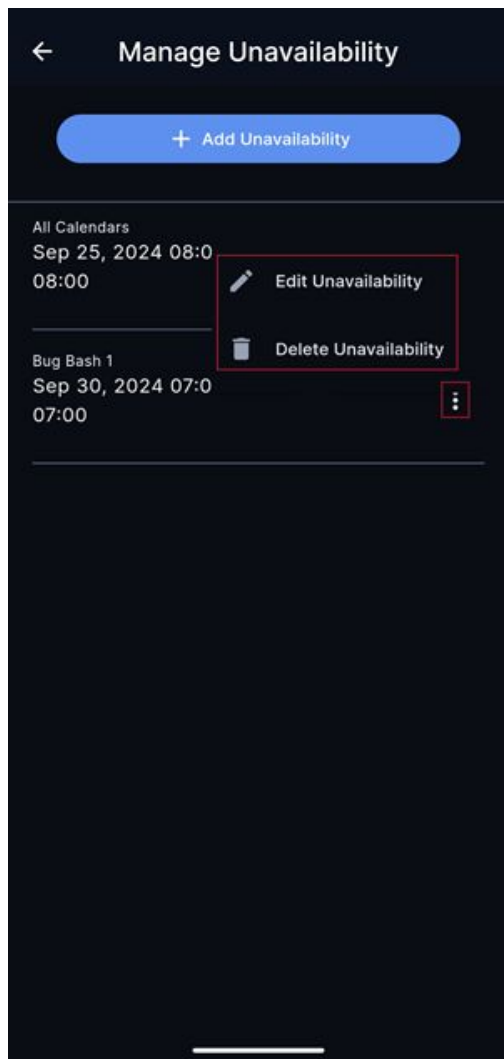 Manage Unavailability
Add Unavailability
All Calendars
Sep 25, 2024 08:0
08:00
Edit Unavailability
Delete Unavailability
Bug Bash 1
Sep 30, 2024 07:0
07:00